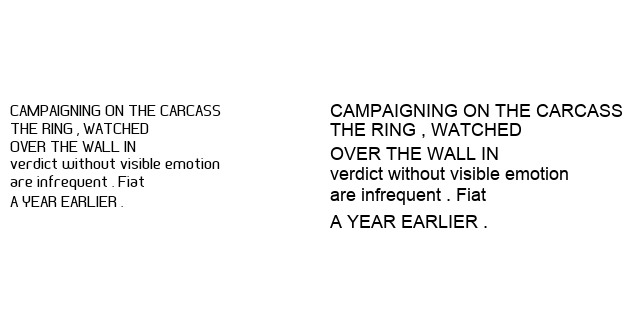 CAMPAIGNING ON THE CARCASS
THE RING , WATCHED
OVER THE WALL IN
verdict without visible emotion
are infrequent . Fiat
A YEAR EARLIER .
CAMPAIGNING ON THE CARCASS
THE RING , WATCHED
OVER THE WALL IN
verdict without visible emotion
are infrequent . Fiat
A YEAR EARLIER .